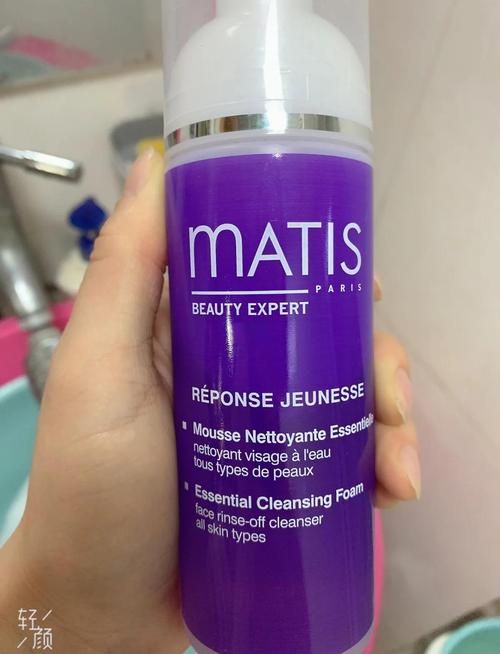 MATIS
PARIS
BEAUTY EXPERT
RÉPONSE JEUNESSE
Mousse Nettoyante Essentielle
nettoyant visage à l'eau
tous types de peaux
Essential Cleansing Foam
face rinse-off cleanser
all skin types
轻
颜